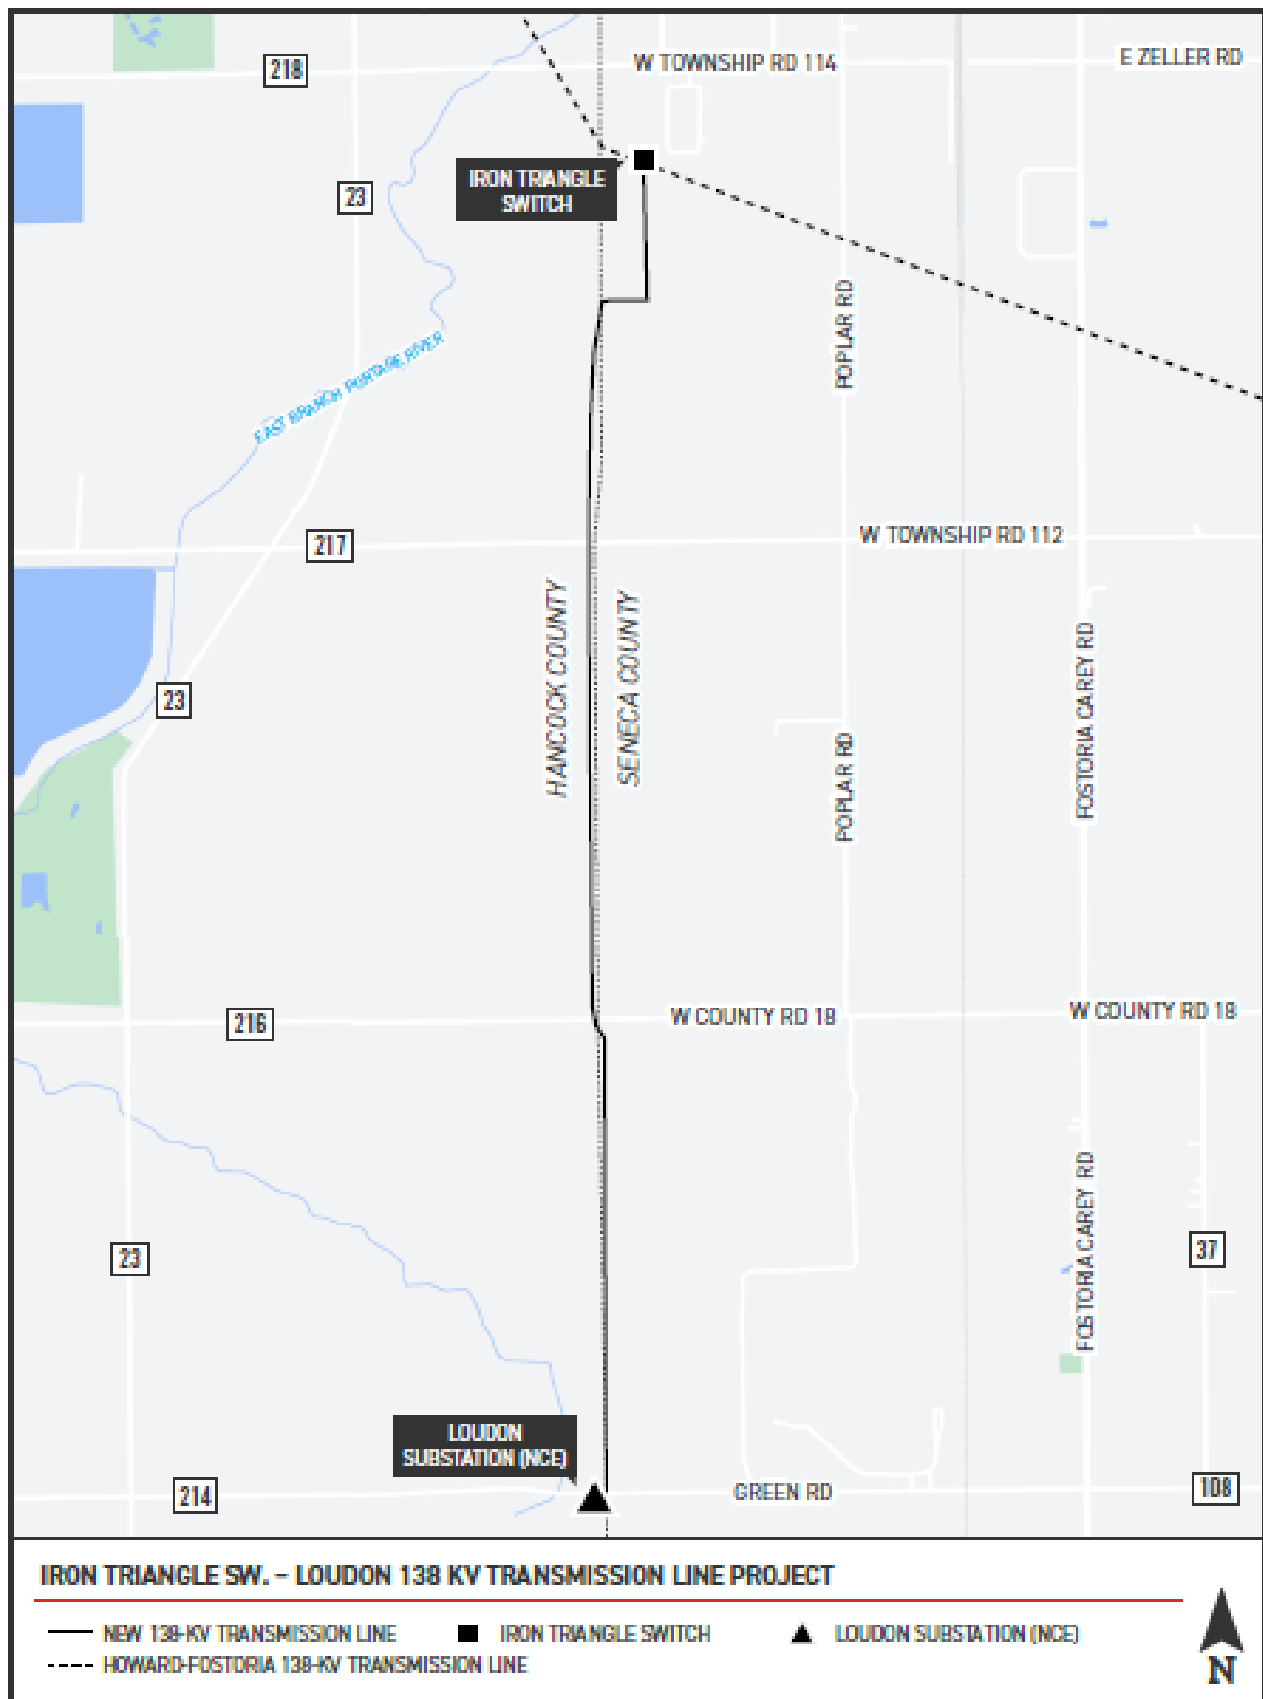 218
W TOWNSHIP RD 114
E ZELLER RD
23
IRON TRIANGLE
SWITCH
POPLAR RD
EAST BRANCH PORTAGE RIVER
217
W TOWNSHIP RD 112
HANCOCK COUNTY
SENECA COUNTY
FOSTORIA CAREY RD
23
POPLAR RD
216
W COUNTY RD 18
W COUNTY RD 18
23
FOSTORIA CAREY RD
37
LOUDON
SUBSTATION (NCE)
214
GREEN RD
108
IRON TRIANGLE SW. – LOUDON 138 KV TRANSMISSION LINE PROJECT
NEW 138-KV TRANSMISSION LINE
IRON TRIANGLE SWITCH
LOUDON SUBSTATION (NCE)
HOWARD-FOSTORIA 138-KV TRANSMISSION LINE
N